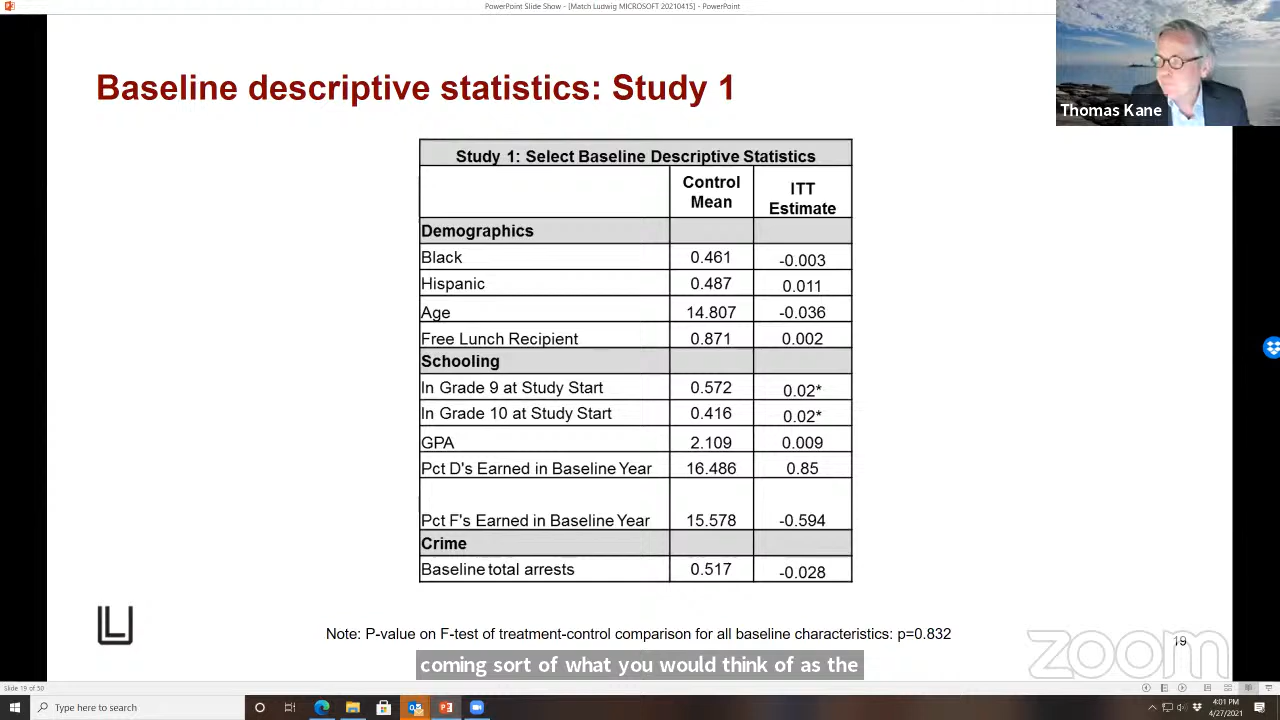 PowerPoint Slide Show - [Match Ludwig MICROSOFT 20210415] - PowerPoint
Baseline descriptive statistics: Study 1
Thomas Kane
Study 1: Select Baseline Descriptive Statistics
Control Mean ITT Estimate
Demographics
Black 0.461 -0.003
Hispanic 0.487 0.011
Age 14.807 -0.036
Free Lunch Recipient 0.871 0.002
Schooling
In Grade 9 at Study Start 0.572 0.02*
In Grade 10 at Study Start 0.416 0.02*
GPA 2.109 0.009
Pct D's Earned in Baseline Year 16.486 0.85
Pct F's Earned in Baseline Year 15.578 -0.594
Crime
Baseline total arrests 0.517 -0.028
Note: P-value on F-test of treatment-control comparison for all baseline characteristics: p=0.832
19
zoom
coming sort of what you would think of as the
Slide 19 of 50
Type here to search
4:01 PM
4/27/2021